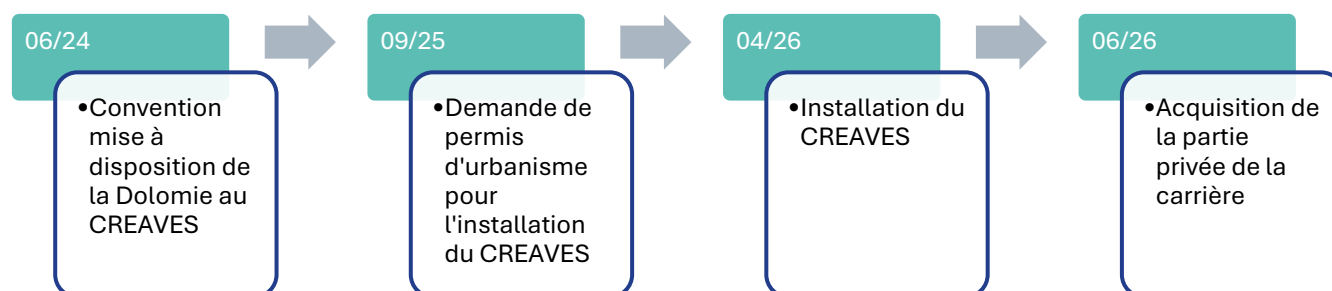 06/24
•Convention
mise à
disposition de
la Dolomie au
CREAVES
09/25
•Demande de
permis
d'urbanisme
pour
l'installation
du CREAVES
04/26
•Installation du
CREAVES
06/26
•Acquisition de
la partie
privée de la
carrière